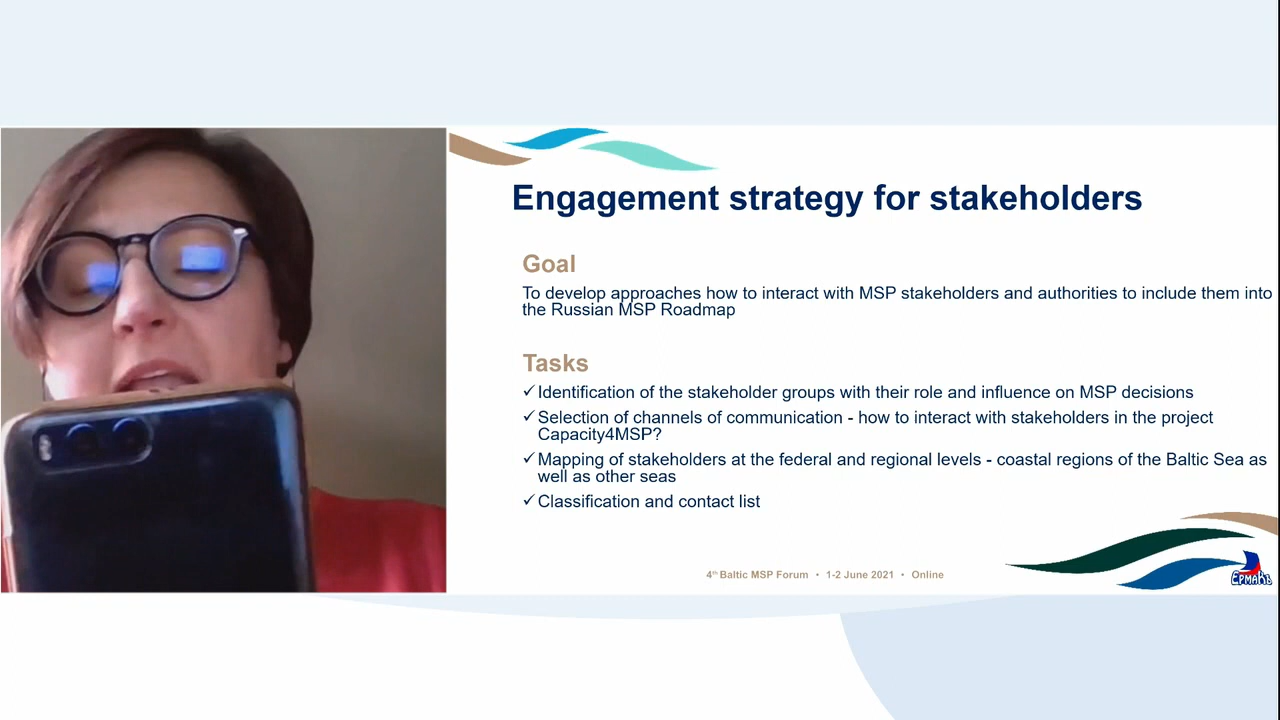 Engagement strategy for stakeholders
Goal
To develop approaches how to interact with MSP stakeholders and authorities to include them into
the Russian MSP Roadmap
Tasks
✓ Identification of the stakeholder groups with their role and influence on MSP decisions
✓ Selection of channels of communication - how to interact with stakeholders in the project
Capacity4MSP?
✓ Mapping of stakeholders at the federal and regional levels - coastal regions of the Baltic Sea as
well as other seas
✓ Classification and contact list
4th Baltic MSP Forum • 1-2 June 2021 • Online
ЕРМАКЪ